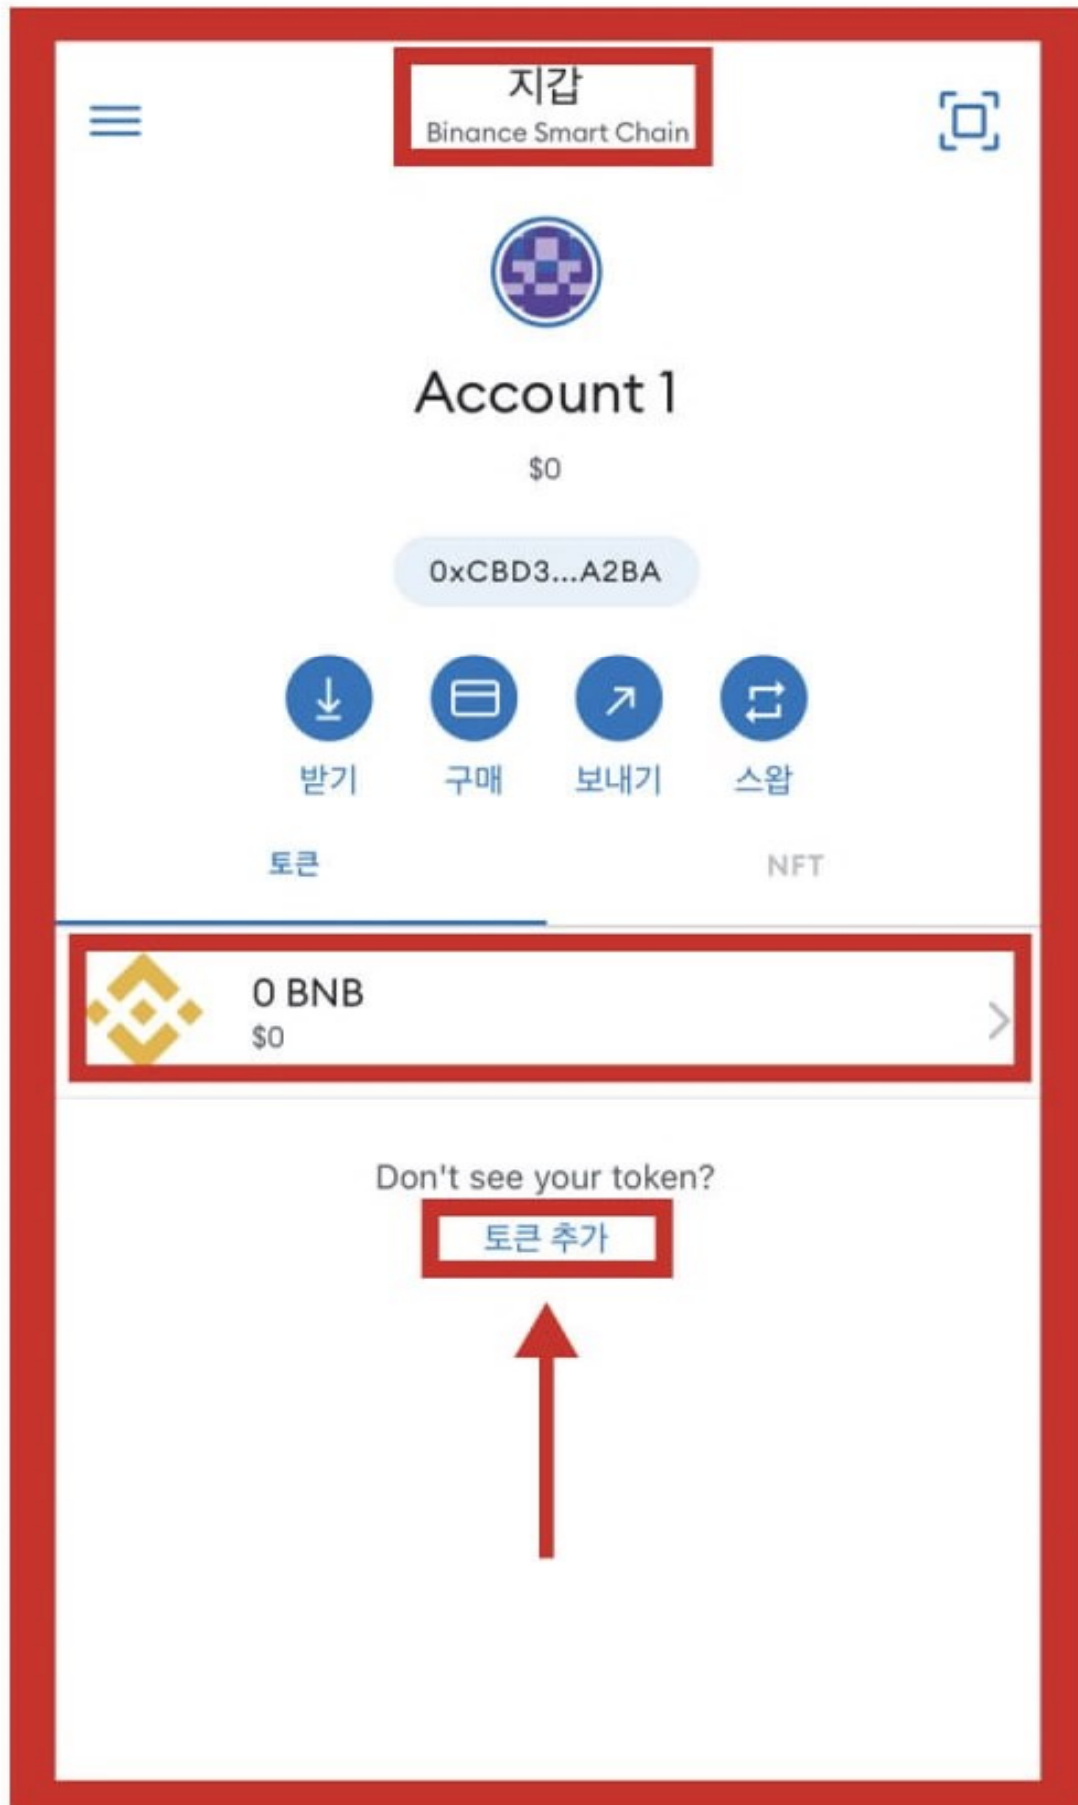 지갑
Binance Smart Chain
Account 1
$0
0xCBD3...A2BA
받기 구매 보내기 스왑
토큰 NFT
0 BNB
$0
Don't see your token?
토큰 추가